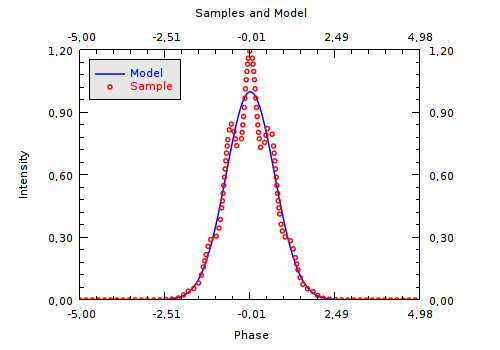 Samples and Model
-5,00 -2,51 -0,01 2,49 4,98
1,20 1,20
Model
Sample
0,90 0,90
Intensity
0,60 0,60
0,30 0,30
0,00 0,00
-5,00 -2,51 -0,01 2,49 4,98
Phase